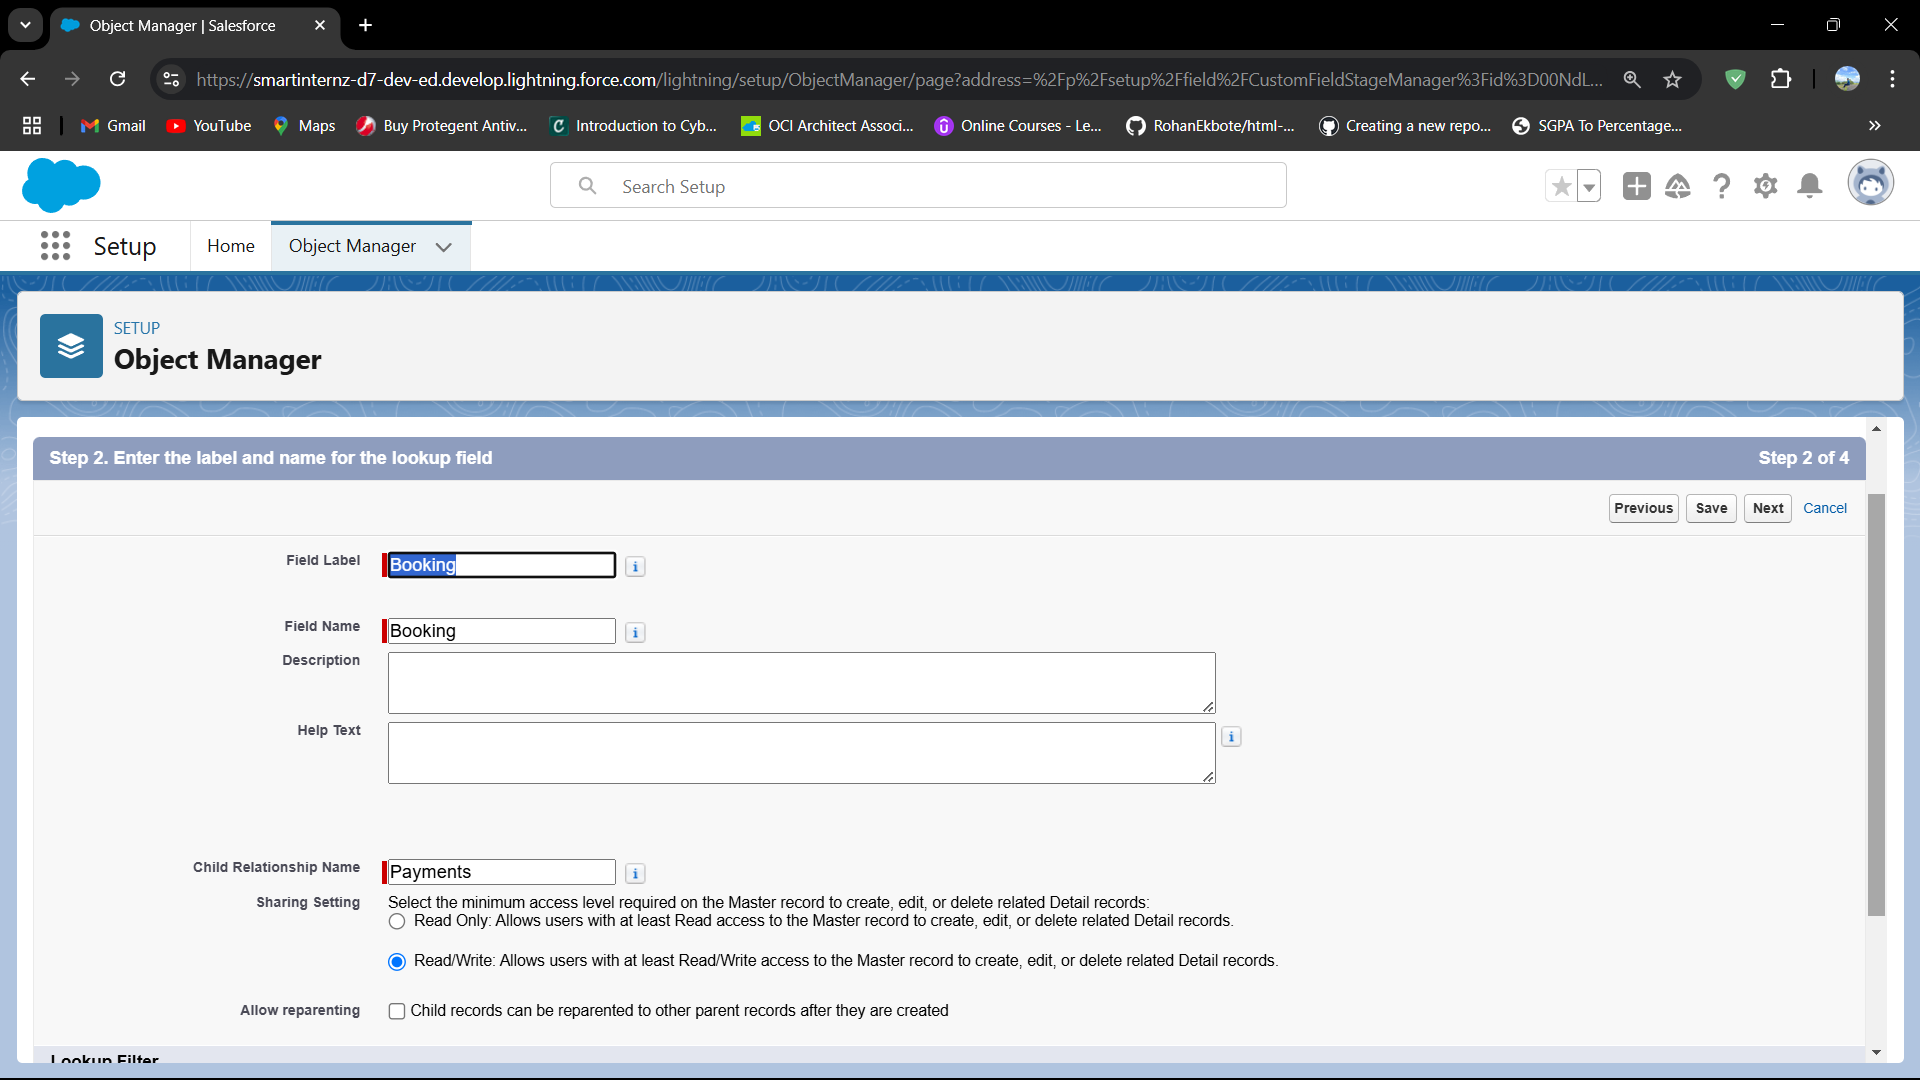 Object Manager | Salesforce
https://smartinternz-d7-dev-ed.develop.lightning.force.com/lightning/setup/ObjectManager/page?address=%2Fp%2Fsetup%2Ffield%2FCustomFieldStageManager%3Fid%3D00NdL...
Gmail
YouTube
Maps
Buy Protegent Antiv...
Introduction to Cyb...
OCI Architect Associ...
Online Courses - Le...
RohanEkbote/html-...
Creating a new repo...
SGPA To Percentage...
Search Setup
Setup
Home
Object Manager
SETUP
Object Manager
Step 2. Enter the label and name for the lookup field
Step 2 of 4
Previous
Save
Next
Cancel
Field Label
Booking
Field Name
Booking
Description
Help Text
Child Relationship Name
Payments
Sharing Setting
Select the minimum access level required on the Master record to create, edit, or delete related Detail records:
Read Only: Allows users with at least Read access to the Master record to create, edit, or delete related Detail records.
Read/Write: Allows users with at least Read/Write access to the Master record to create, edit, or delete related Detail records.
Allow reparenting
Child records can be reparented to other parent records after they are created
Lookup Filter